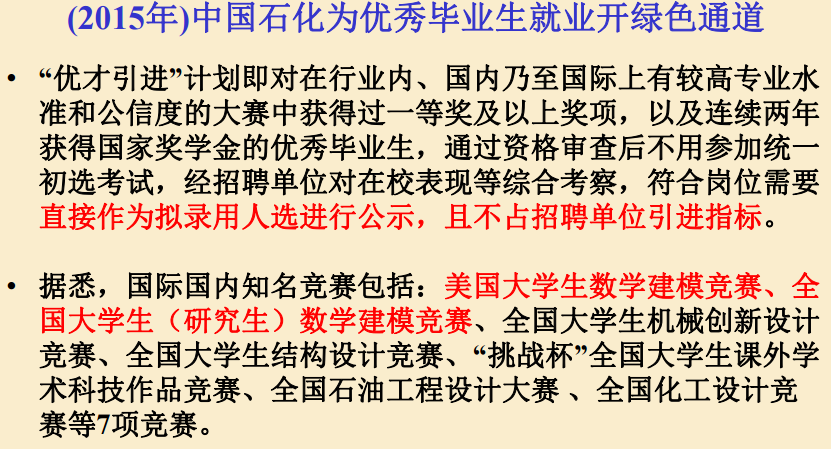 (2015年)中国石化为优秀毕业生就业开绿色通道
• “优才引进”计划即对在行业内、国内乃至国际上有较高专业水
准和公信度的大赛中获得过一等奖及以上奖项，以及连续两年
获得国家奖学金的优秀毕业生，通过资格审查后不用参加统一
初选考试，经招聘单位对在校表现等综合考察，符合岗位需要
直接作为拟录用人选进行公示，且不占招聘单位引进指标。
• 据悉，国际国内知名竞赛包括：美国大学生数学建模竞赛、全
国大学生（研究生）数学建模竞赛、全国大学生机械创新设计
竞赛、全国大学生结构设计竞赛、“挑战杯”全国大学生课外学
术科技作品竞赛、全国石油工程设计大赛 、全国化工设计竞
赛等7项竞赛。